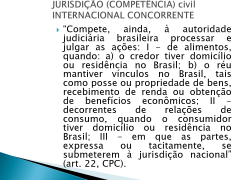 JURISDIÇÃO (COMPETÊNCIA) civil
INTERNACIONAL CONCORRENTE
"Compete, ainda, à autoridade
judiciária brasileira processar e
julgar as ações: I - de alimentos,
quando: a) o credor tiver domicílio
ou residência no Brasil; b) o réu
mantiver vínculos no Brasil, tais
como posse ou propriedade de bens,
recebimento de renda ou obtenção
de benefícios econômicos; II -
decorrentes de relações de
consumo, quando o consumidor
tiver domicílio ou residência no
Brasil; III - em que as partes,
expressa ou tacitamente, se
submeterem à jurisdição nacional"
(art. 22, CPC).